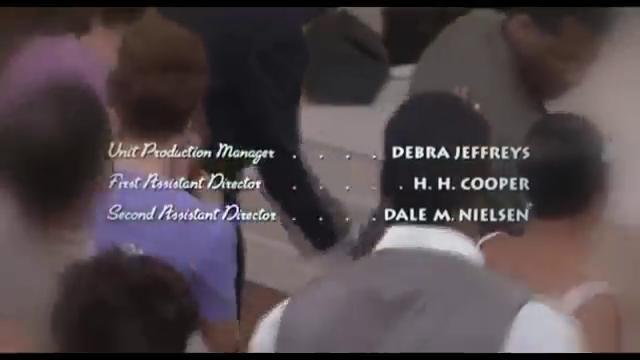 Unit Production Manager . . . . DEBRA JEFFREYS
First Assistant Director . . . . . H. H. COOPER
Second Assistant Director . . . . DALE M. NIELSEN